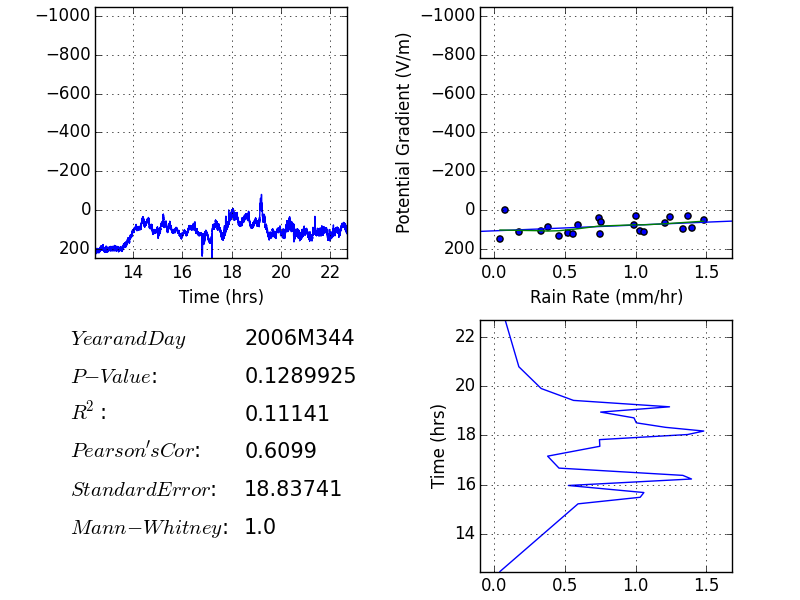 −1000
−800
−600
−400
−200
0
200
14 16 18 20 22
Time (hrs)
−1000
−800
−600
−400
−200
0
200
Potential Gradient (V/m)
0.0 0.5 1.0 1.5
Rain Rate (mm/hr)
YearandDay 2006M344
P−Value: 0.1289925
R²: 0.11141
Pearson'sCor: 0.6099
StandardError: 18.83741
Mann−Whitney: 1.0
22
20
18
16
14
Time (hrs)
0.0 0.5 1.0 1.5